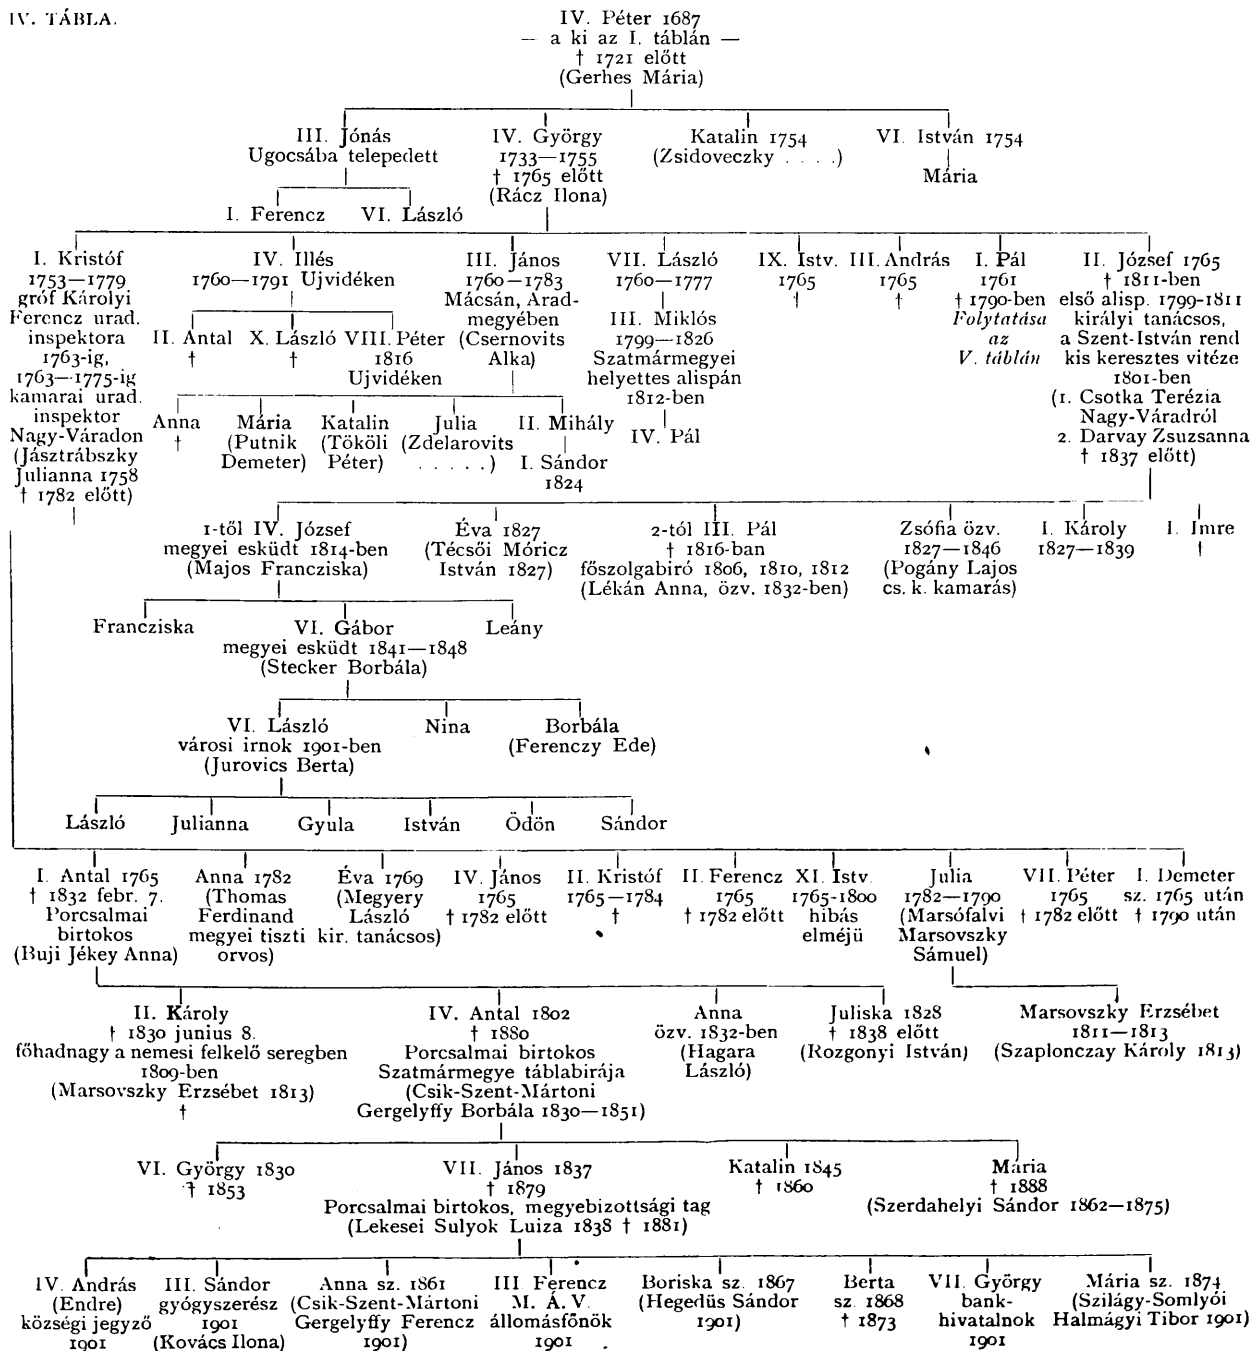 IV. TÁBLA.
IV. Péter 1687
— a ki az I. táblán —
† 1721 előtt
(Gerhes Mária)
III. Jónás
Ugocsába telepedett
IV. György
1733—1755
† 1765 előtt
(Rácz Ilona)
Katalin 1754
(Zsidoveczky . . . .)
VI. István 1754
Mária
I. Ferencz
VI. László
I. Kristóf
1753—1779
gróf Károlyi
Ferencz urad.
inspektora
1763-ig,
1763—1775-ig
kamarai urad.
inspektor
Nagy-Váradon
(Jásztrábszky
Julianna 1758
† 1782 előtt)
IV. Illés
1760—1791 Ujvidéken
II. Antal
†
X. László
†
VIII. Péter
1816
Ujvidéken
III. János
1760—1783
Mácsán, Arad-
megyében
(Csernovits
Alka)
VII. László
1760—1777
III. Miklós
1799—1826
Szatmármegyei
helyettes alispán
1812-ben
IV. Pál
IX. Istv.
1765
†
III. András
1765
†
I. Pál
1761
† 1790-ben
Folytatása
az
V. táblán
II. József 1765
† 1811-ben
első alisp. 1799-1811
királyi tanácsos,
a Szent-István rend
kis keresztes vitéze
1801-ben
(1. Csotka Terézia
Nagy-Váradról
2. Darvay Zsuzsanna
† 1837 előtt)
Anna
†
Mária
(Putnik
Demeter)
Katalin
(Tököli
Péter)
Julia
(Zdelarovits
. . . . .)
II. Mihály
I. Sándor
1824
1-től IV. József
megyei esküdt 1814-ben
(Majos Francziska)
Éva 1827
(Técsői Móricz
István 1827)
2-tól III. Pál
† 1816-ban
főszolgabiró 1806, 1810, 1812
(Lékán Anna, özv. 1832-ben)
Zsófia özv.
1827—1846
(Pogány Lajos
cs. k. kamarás)
I. Károly
1827—1839
I. Imre
†
Francziska
VI. Gábor
megyei esküdt 1841—1848
(Stecker Borbála)
Leány
VI. László
városi irnok 1901-ben
(Jurovics Berta)
Nina
Borbála
(Ferenczy Ede)
László
Julianna
Gyula
István
Ödön
Sándor
I. Antal 1765
† 1832 febr. 7.
Porcsalmai
birtokos
(Buji Jékey Anna)
Anna 1782
(Thomas
Ferdinand
megyei tiszti
orvos)
Éva 1769
(Megyery
László
kir. tanácsos)
IV. János
1765
† 1782 előtt
II. Kristóf
1765—1784
†
II. Ferencz
1765
† 1782 előtt
XI. Istv.
1765-1800
hibás
elméjü
Julia
1782—1790
(Marsófalvi
Marsovszky
Sámuel)
VII. Péter
1765
† 1782 előtt
I. Demeter
sz. 1765 után
† 1790 után
II. Károly
† 1830 junius 8.
főhadnagy a nemesi felkelő seregben
1809-ben
(Marsovszky Erzsébet 1813)
†
IV. Antal 1802
† 1880
Porcsalmai birtokos
Szatmármegye táblabirája
(Csik-Szent-Mártoni
Gergelyffy Borbála 1830—1851)
Anna
özv. 1832-ben
(Hagara
László)
Juliska 1828
† 1838 előtt
(Rozgonyi István)
Marsovszky Erzsébet
1811—1813
(Szaplonczay Károly 1813)
VI. György 1830
† 1853
VII. János 1837
† 1879
Porcsalmai birtokos, megyebizottsági tag
(Lekesei Sulyok Luiza 1838 † 1881)
Katalin 1845
† 1860
Mária
† 1888
(Szerdahelyi Sándor 1862—1875)
IV. András
(Endre)
községi jegyző
1901
III. Sándor
gyógyszerész
1901
(Kovács Ilona)
Anna sz. 1861
(Csik-Szent-Mártoni
Gergelyffy Ferencz
1901)
III Ferencz
M. Á. V.
állomásfőnök
1901
Boriska sz. 1867
(Hegedüs Sándor
1901)
Berta
sz. 1868
† 1873
VII. György
bank-
hivatalnok
1901
Mária sz. 1874
(Szilágy-Somlyói
Halmágyi Tibor 1901)